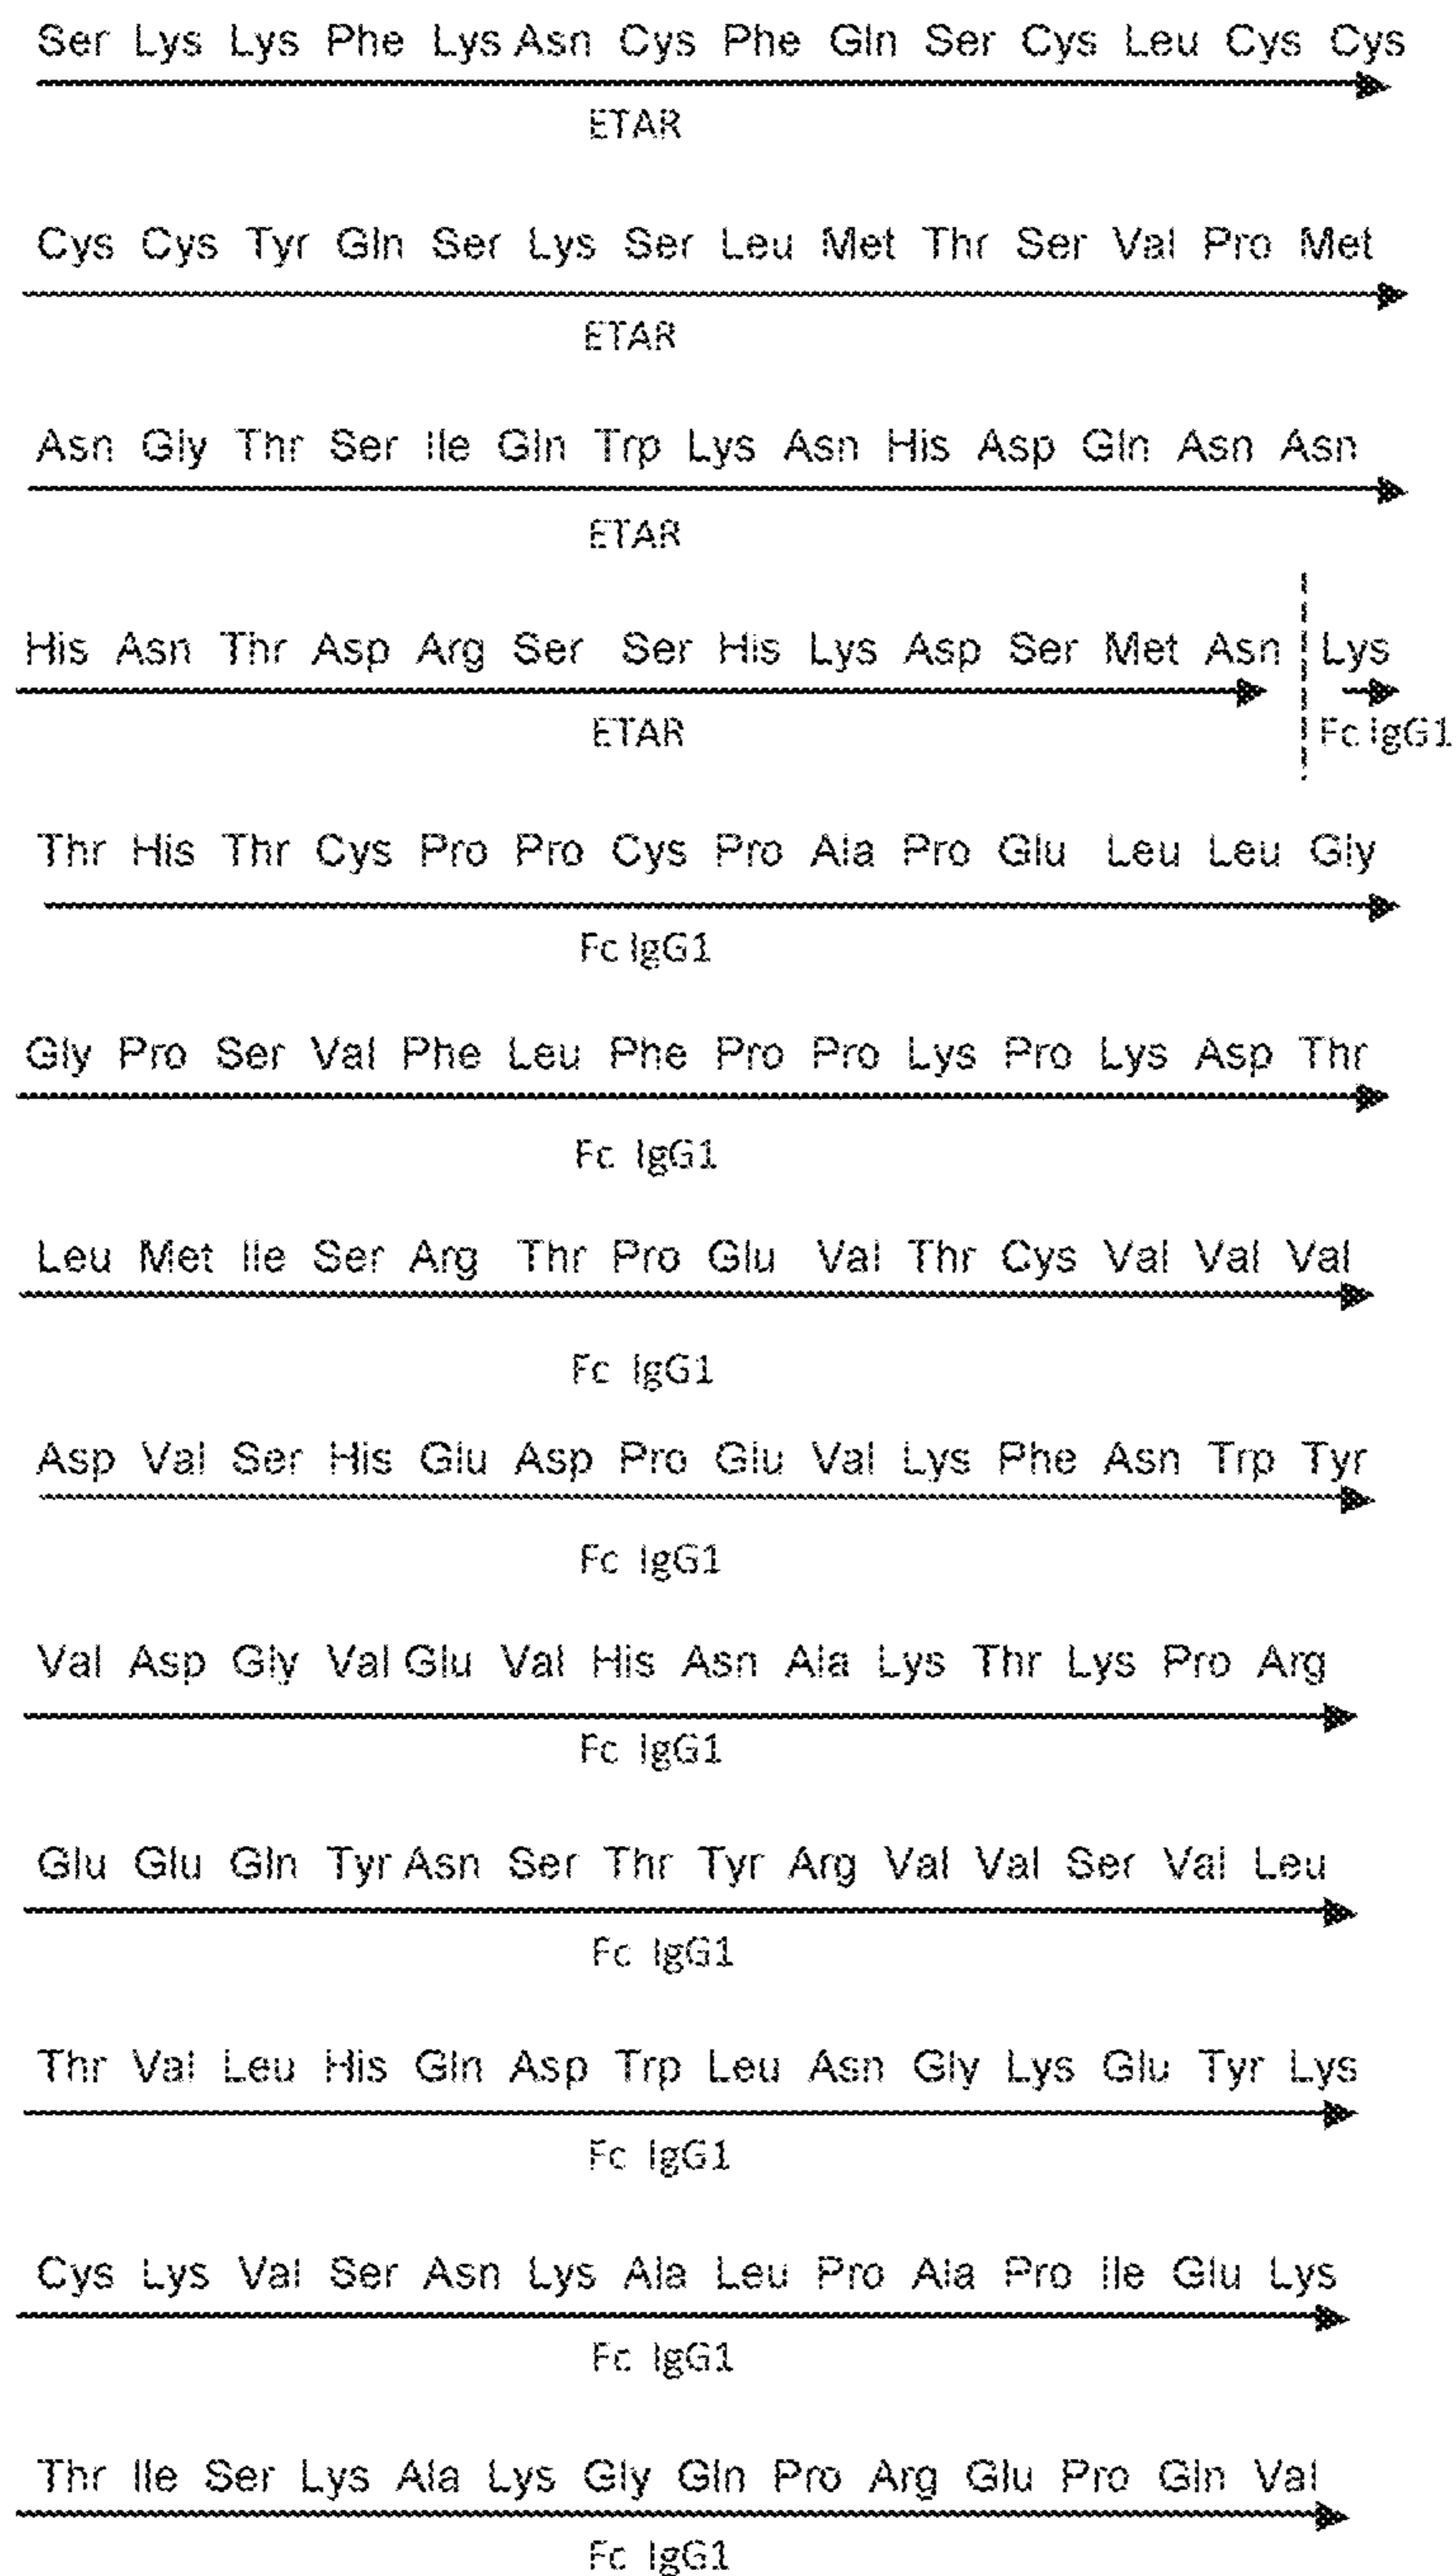 Ser Lys Lys Phe Lys Asn Cys Phe Gln Ser Cys Leu Cys Cys
ETAR
Cys Cys Tyr Gln Ser Lys Ser Leu Met Thr Ser Val Pro Met
ETAR
Asn Gly Thr Ser Ile Gln Trp Lys Asn His Asp Gln Asn Asn
ETAR
His Asn Thr Asp Arg Ser Ser His Lys Asp Ser Met Asn Lys
ETAR Fc IgG1
Thr His Thr Cys Pro Pro Cys Pro Ala Pro Glu Leu Leu Gly
Fc IgG1
Gly Pro Ser Val Phe Leu Phe Pro Pro Lys Pro Lys Asp Thr
Fc IgG1
Leu Met Ile Ser Arg Thr Pro Glu Val Thr Cys Val Val Val
Fc IgG1
Asp Val Ser His Glu Asp Pro Glu Val Lys Phe Asn Trp Tyr
Fc IgG1
Val Asp Gly Val Glu Val His Asn Ala Lys Thr Lys Pro Arg
Fc IgG1
Glu Glu Gln Tyr Asn Ser Thr Tyr Arg Val Val Ser Val Leu
Fc IgG1
Thr Val Leu His Gln Asp Trp Leu Asn Gly Lys Glu Tyr Lys
Fc IgG1
Cys Lys Val Ser Asn Lys Ala Leu Pro Ala Pro Ile Glu Lys
Fc IgG1
Thr Ile Ser Lys Ala Lys Gly Gln Pro Arg Glu Pro Gln Val
Fc IgG1